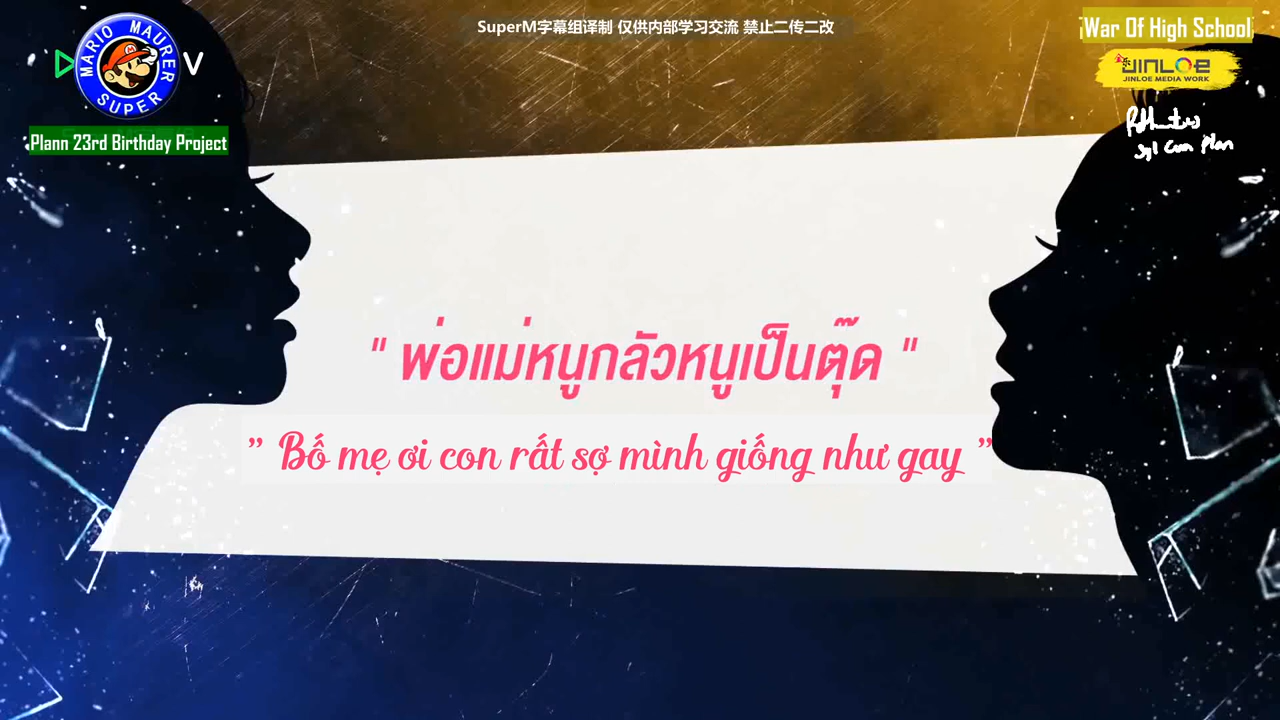 SuperM字幕组译制 仅供内部学习交流 禁止二传二改
War Of High School
MARIO MAURER
SUPER
V
JINLOE
JINLOE MEDIA WORK
Plann 23rd Birthday Project
" พ่อแม่หนูกลัวหนูเป็นตุ๊ด "
" Bố mẹ ơi con rất sợ mình giống như gay "